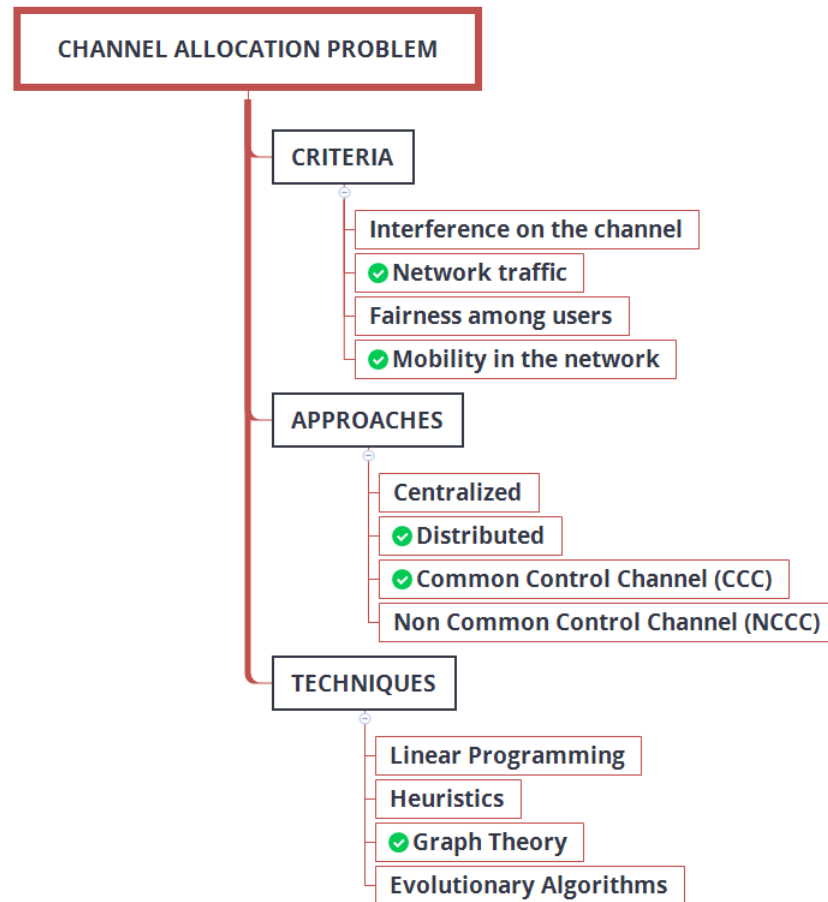 CHANNEL ALLOCATION PROBLEM
CRITERIA
Interference on the channel
Network traffic
Fairness among users
Mobility in the network
APPROACHES
Centralized
Distributed
Common Control Channel (CCC)
Non Common Control Channel (NCCC)
TECHNIQUES
Linear Programming
Heuristics
Graph Theory
Evolutionary Algorithms